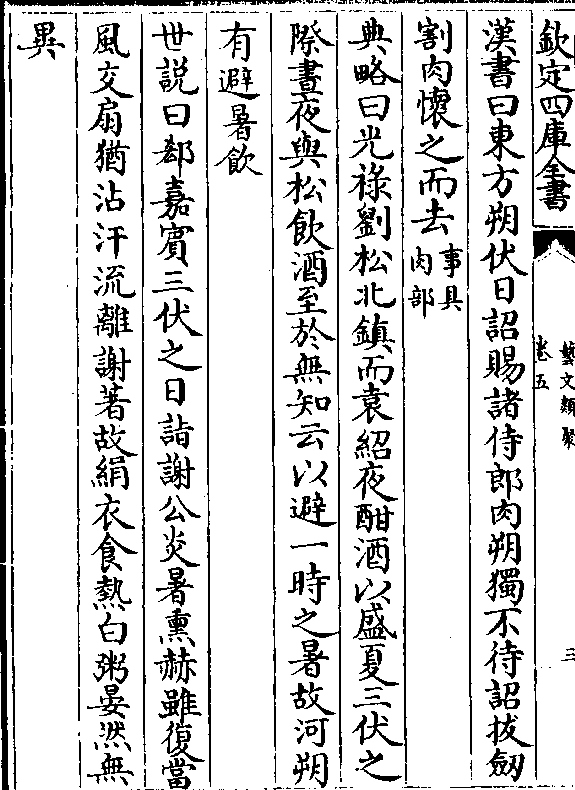 欽定四庫全書
藝文類聚
卷五
三
漢書曰東方朔伏日詔賜諸侍郎肉朔獨不待詔拔劔
割肉懷之而去事具
肉部
典略曰光祿劉松北鎮而袁紹夜酣酒以盛夏三伏之
際晝夜與松飲酒至於無知云以避一時之暑故河朔
有避暑飲
世説曰郄嘉賓三伏之日詣謝公炎暑熏赫雖復當
風交扇猶沾汗流離謝著故絹衣食熱白粥晏然無
異